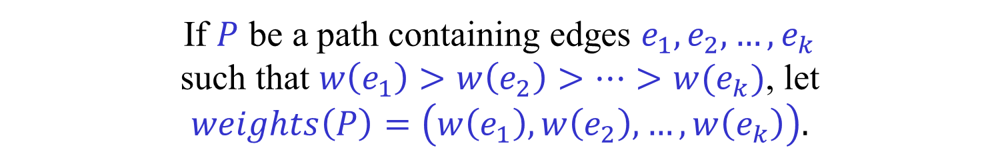 If P be a path containing edges e₁, e₂, … , eₖ
such that w(e₁) > w(e₂) > ⋯ > w(eₖ), let
weights(P) = (w(e₁), w(e₂), … , w(eₖ)).